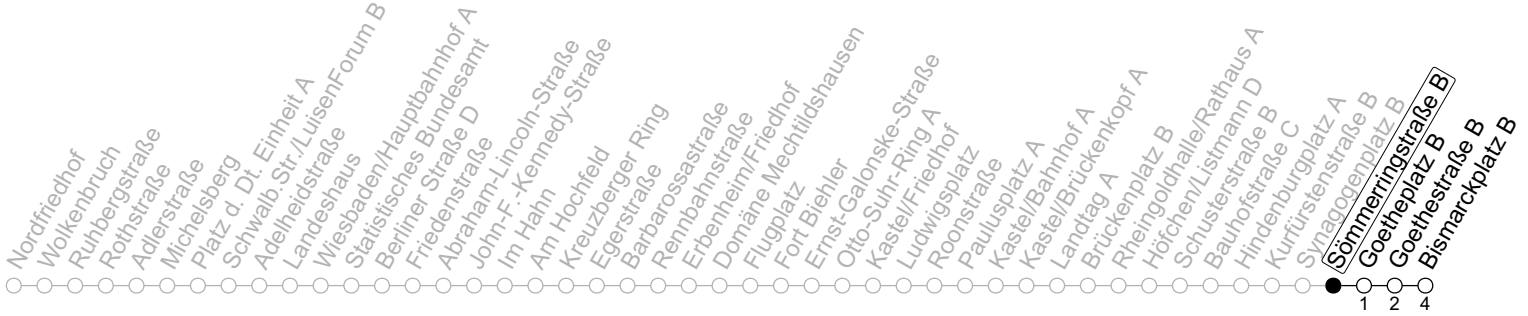 Nordfriedhof
Wolkenbruch
Ruhbergstraße
Rothstraße
Adlerstraße
Michelsberg
Platz d. Dt. Einheit A
Schwalb.Str./LuisenForum B
Adelheidstraße
Landeshaus
Wiesbaden/Hauptbahnhof A
Statistisches Bundesamt
Berliner Straße D
Friedenstraße
Abraham-Lincoln-Straße
John-F.-Kennedy-Straße
Im Hahn
Am Hochfeld
Kreuzberger Ring
Egerstraße
Barbarossastraße
Rennbahnstraße
Erbenheim/Friedhof
Domäne Mechtildshausen
Flugplatz
Fort Biehler
Ernst-Galonske-Straße
Otto-Suhr-Ring A
Kastel/Friedhof
Ludwigsplatz
Roonstraße
Paulusplatz A
Kastel/Bahnhof A
Kastel/Brückenkopf A
Landtag A
Brückenplatz B
Rheingoldhalle/Rathaus A
Höfchen/Listmann D
Schusterstraße B
Bauhofstraße C
Hindenburgplatz A
Kurfürstenstraße B
Synagogenplatz B
Sömmerringstraße B
Goetheplatz B
Goethestraße B
Bismarckplatz B
1 2 4